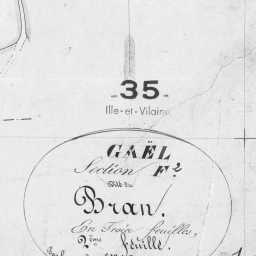 - 35 -
Ille-et-Vilaine
GAËL
Section F2
Bran.
En Trois feuilles,
2ème feuille.